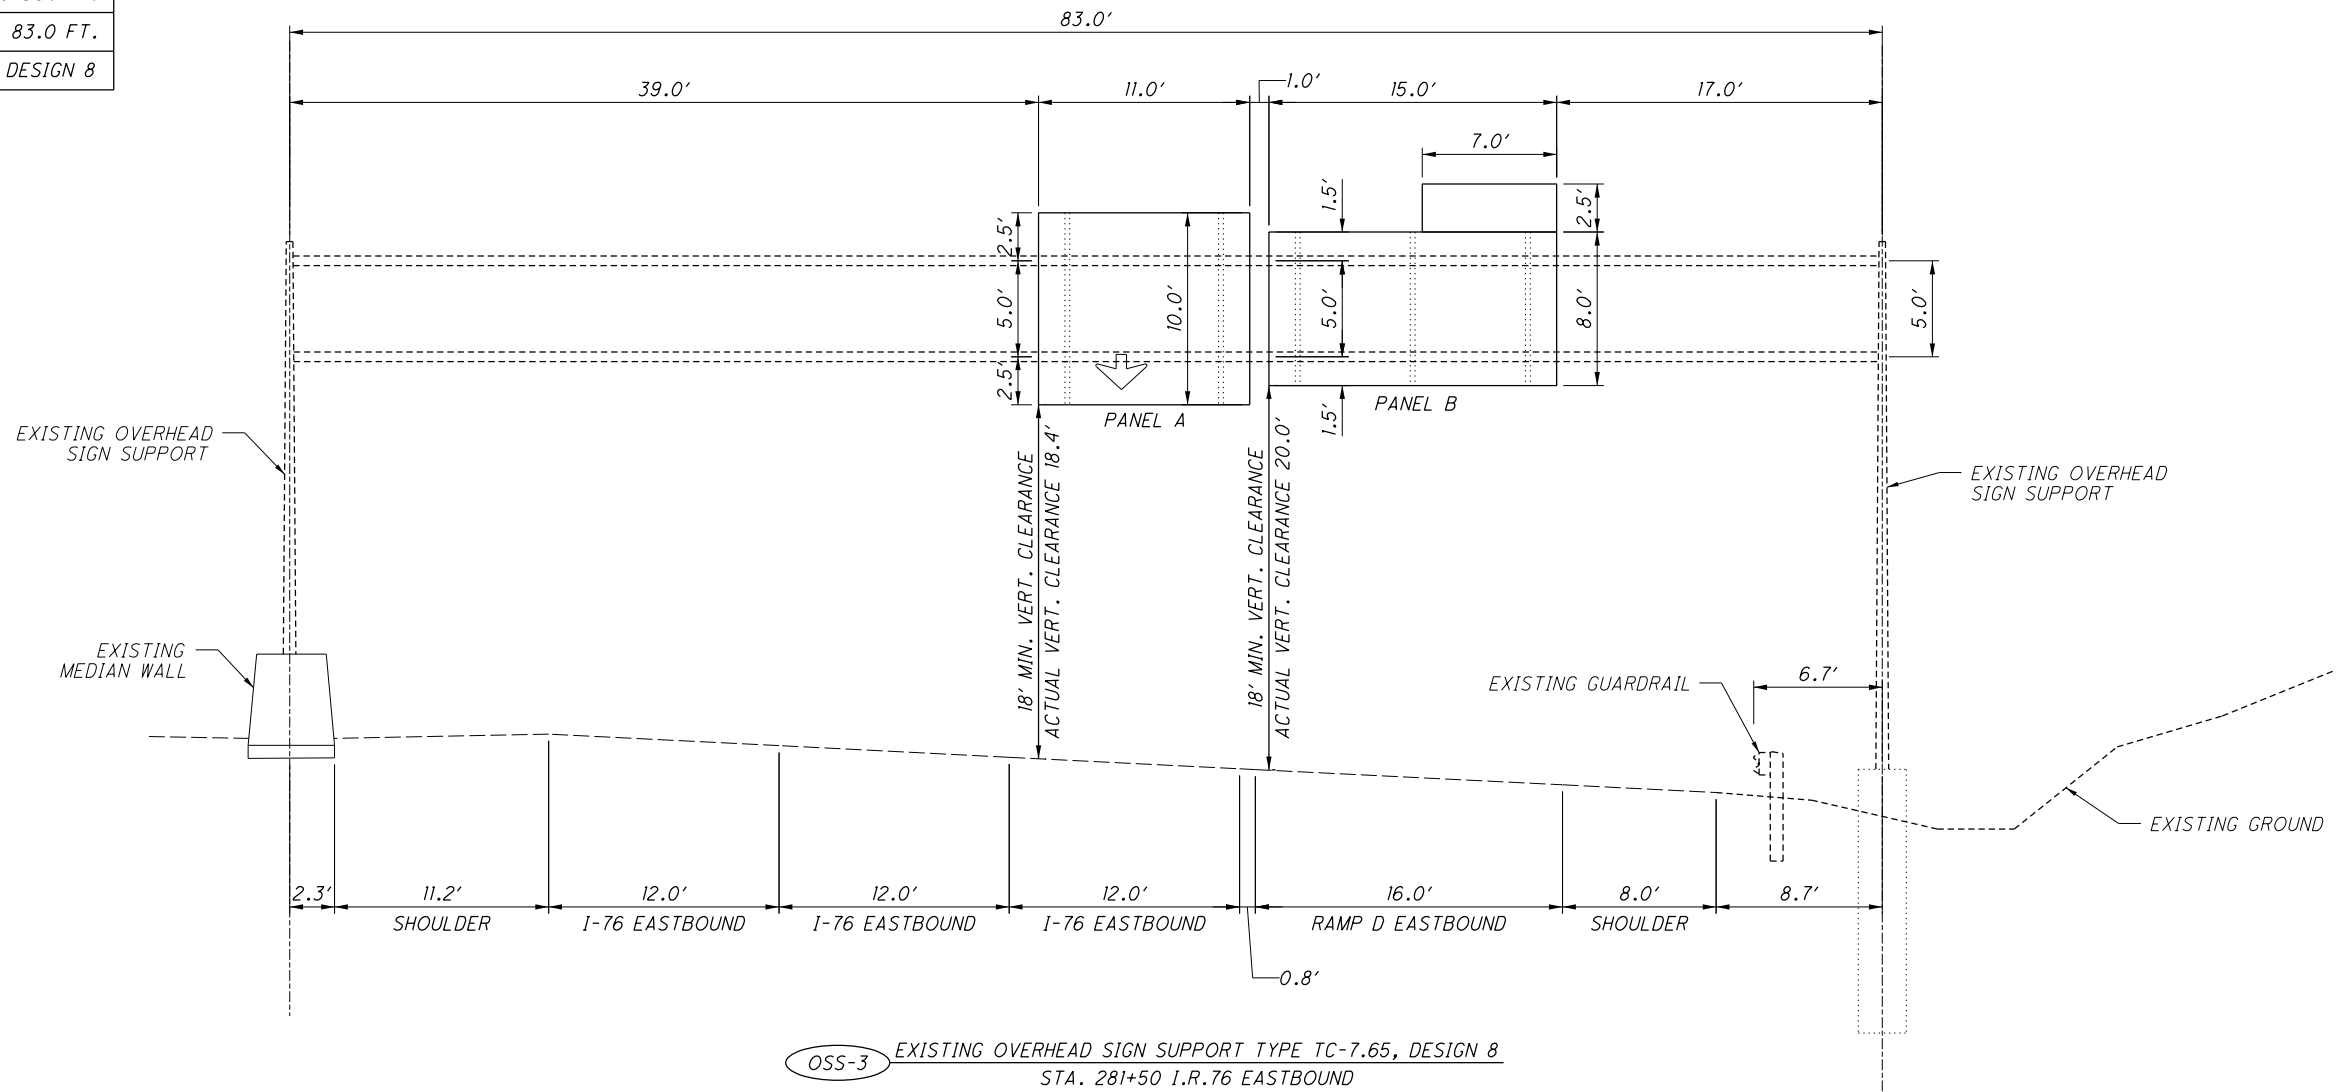 83.0 FT.
DESIGN 8
83.0'
39.0'
11.0'
1.0'
15.0'
17.0'
7.0'
2.5'
5.0'
2.5'
10.0'
1.5'
5.0'
1.5'
2.5'
8.0'
5.0'
PANEL A
PANEL B
EXISTING OVERHEAD
SIGN SUPPORT
EXISTING OVERHEAD
SIGN SUPPORT
18' MIN. VERT. CLEARANCE
ACTUAL VERT. CLEARANCE 18.4'
18' MIN. VERT. CLEARANCE
ACTUAL VERT. CLEARANCE 20.0'
EXISTING
MEDIAN WALL
EXISTING GUARDRAIL
6.7'
EXISTING GROUND
2.3'
11.2'
SHOULDER
12.0'
I-76 EASTBOUND
12.0'
I-76 EASTBOUND
12.0'
I-76 EASTBOUND
0.8'
16.0'
RAMP D EASTBOUND
8.0'
SHOULDER
8.7'
OSS-3
EXISTING OVERHEAD SIGN SUPPORT TYPE TC-7.65, DESIGN 8
STA. 281+50 I.R.76 EASTBOUND